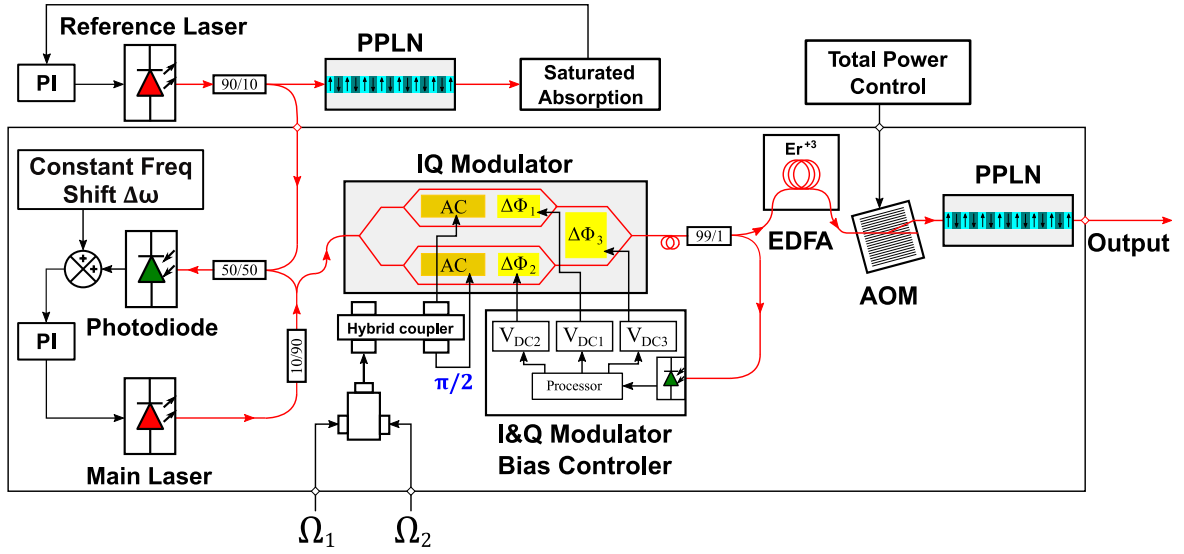 Reference Laser
PI
90/10
PPLN
Saturated
Absorption
Total Power
Control
Constant Freq
Shift Δω
Photodiode
50/50
PI
10/90
Main Laser
IQ Modulator
AC
ΔΦ1
AC
ΔΦ2
ΔΦ3
Hybrid coupler
π/2
VDC2
VDC1
VDC3
Processor
I&Q Modulator
Bias Controler
99/1
Er+3
EDFA
AOM
PPLN
Output
Ω1
Ω2